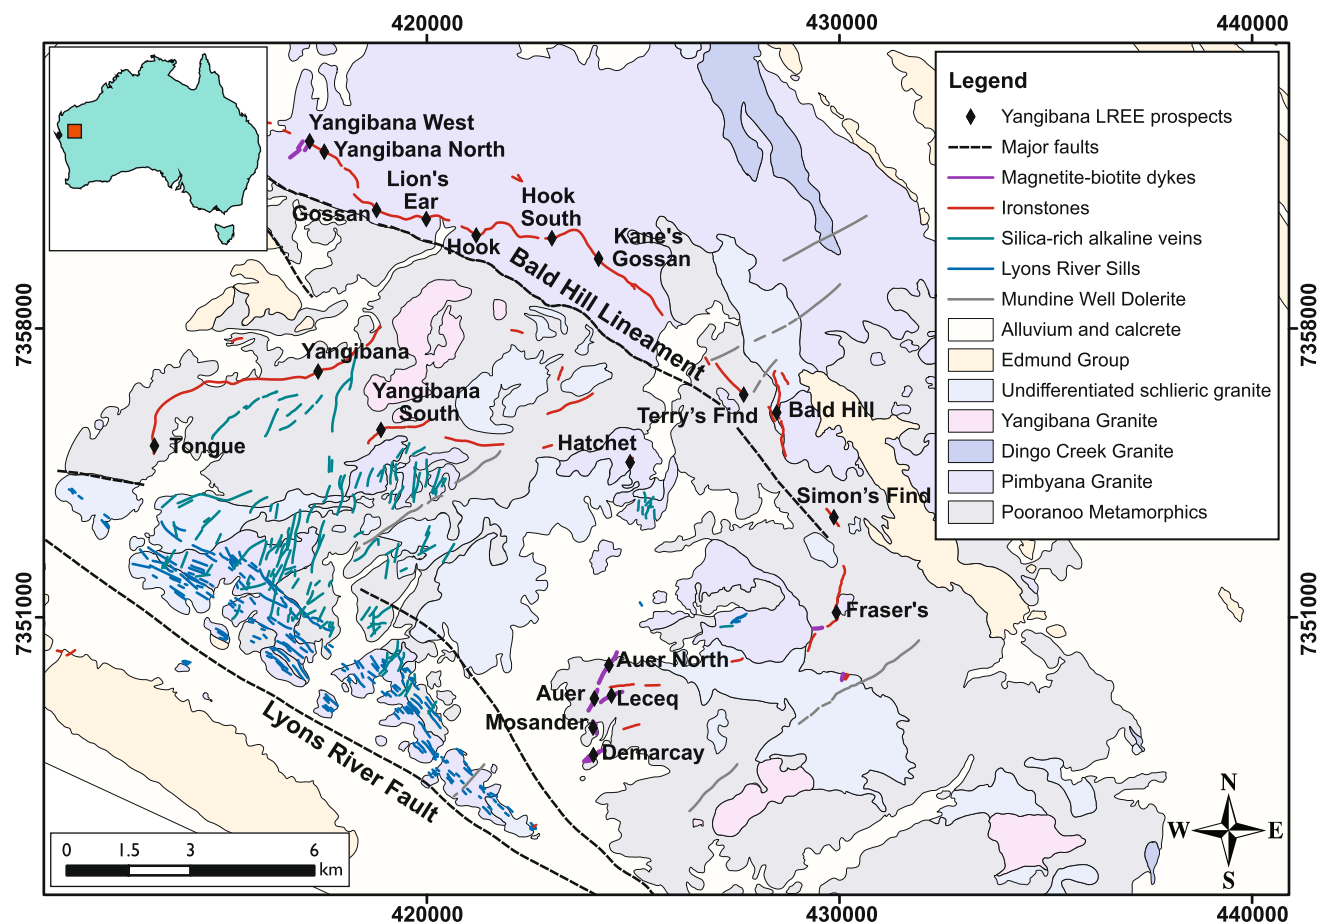 420000
430000
440000
Legend
Yangibana LREE prospects
Major faults
Magnetite-biotite dykes
Ironstones
Silica-rich alkaline veins
Lyons River Sills
Mundine Well Dolerite
Alluvium and calcrete
Edmund Group
Undifferentiated schlieric granite
Yangibana Granite
Dingo Creek Granite
Pimbyana Granite
Pooranoo Metamorphics
Yangibana West
Yangibana North
Lion's
Ear
Gossan
Hook
South
Hook
Kane's
Gossan
Bald Hill Lineament
7358000
7358000
Yangibana
Yangibana
South
Terry's Find
Bald Hill
Tongue
Hatchet
Simon's Find
7351000
7351000
Fraser's
Auer North
Auer
Leceq
Mosander
Demarcay
Lyons River Fault
N
W
E
S
0
1.5
3
6
km
420000
430000
440000